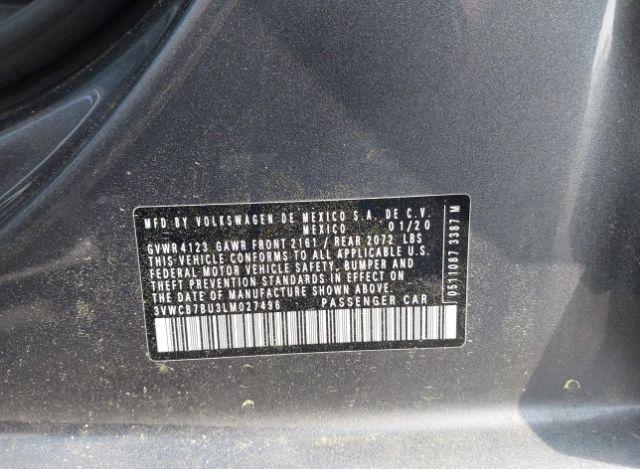 MFD BY VOLKSWAGEN DE MEXICO S.A. DE C.V.
MEXICO 01/20
GVWR 4123 GAWR FRONT 2161 / REAR 2072 LBS
THIS VEHICLE CONFORMS TO ALL APPLICABLE U.S.
FEDERAL MOTOR VEHICLE SAFETY, BUMPER AND
THEFT PREVENTION STANDARDS IN EFFECT ON
THE DATE OF MANUFACTURE SHOWN ABOVE.
3VWCB7BU3LM027496 PASSENGER CAR
0511087 3387 M